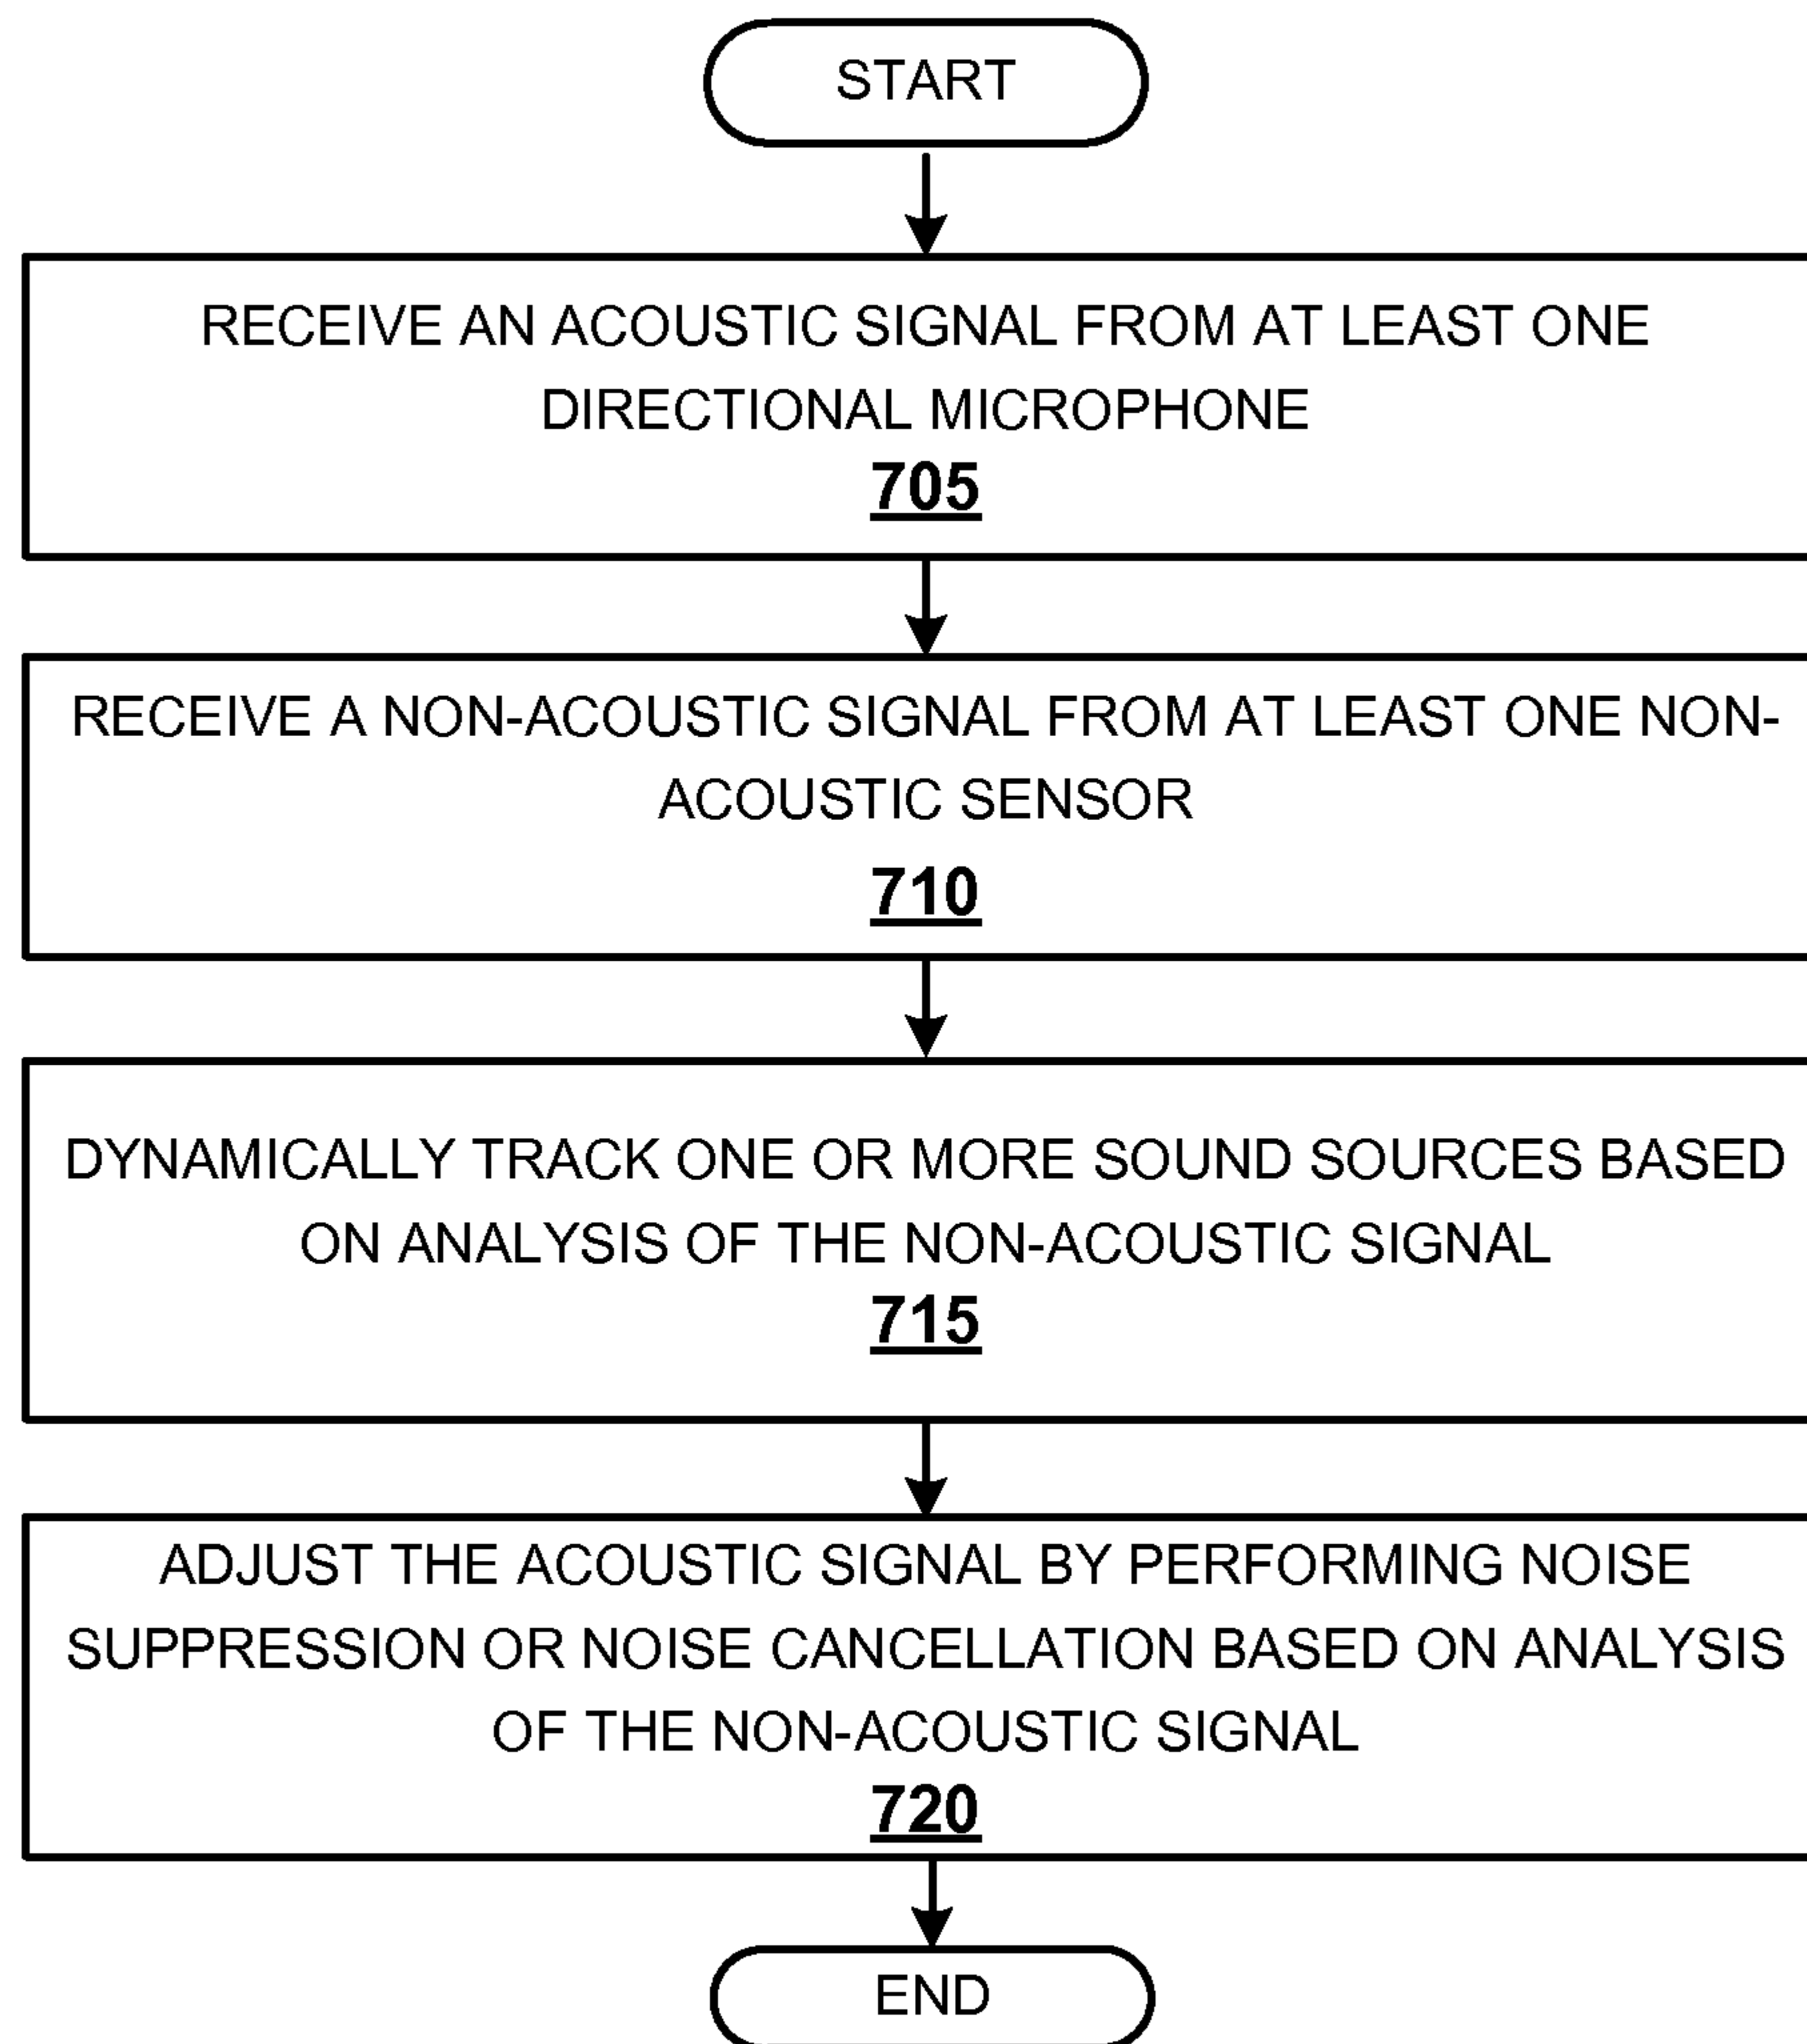 START
RECEIVE AN ACOUSTIC SIGNAL FROM AT LEAST ONE
DIRECTIONAL MICROPHONE
705
RECEIVE A NON-ACOUSTIC SIGNAL FROM AT LEAST ONE NON-
ACOUSTIC SENSOR
710
DYNAMICALLY TRACK ONE OR MORE SOUND SOURCES BASED
ON ANALYSIS OF THE NON-ACOUSTIC SIGNAL
715
ADJUST THE ACOUSTIC SIGNAL BY PERFORMING NOISE
SUPPRESSION OR NOISE CANCELLATION BASED ON ANALYSIS
OF THE NON-ACOUSTIC SIGNAL
720
END